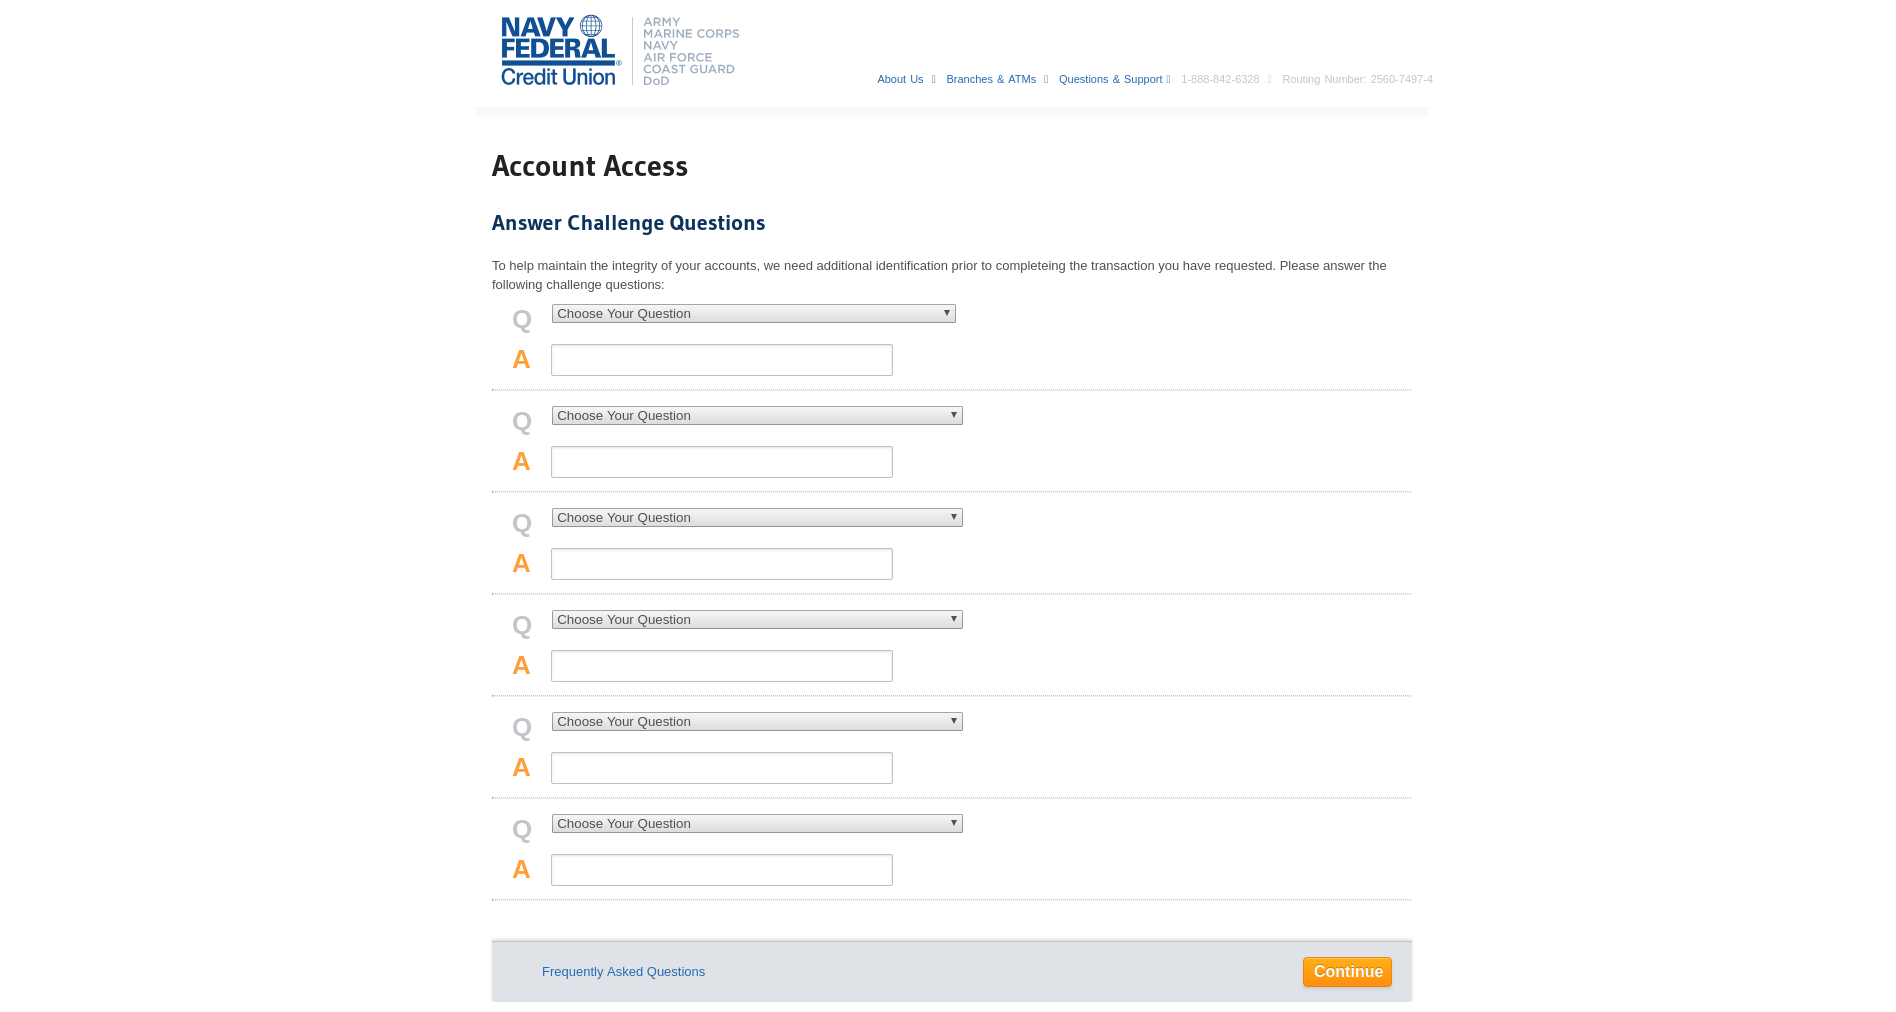 NAVY
FEDERAL®
Credit Union
ARMY
MARINE CORPS
NAVY
AIR FORCE
COAST GUARD
DoD
About Us Branches & ATMs Questions & Support 1-888-842-6328 Routing Number: 2560-7497-4
Account Access
Answer Challenge Questions
To help maintain the integrity of your accounts, we need additional identification prior to completeing the transaction you have requested. Please answer the
following challenge questions:
Q Choose Your Question
A
Q Choose Your Question
A
Q Choose Your Question
A
Q Choose Your Question
A
Q Choose Your Question
A
Q Choose Your Question
A
Frequently Asked Questions Continue